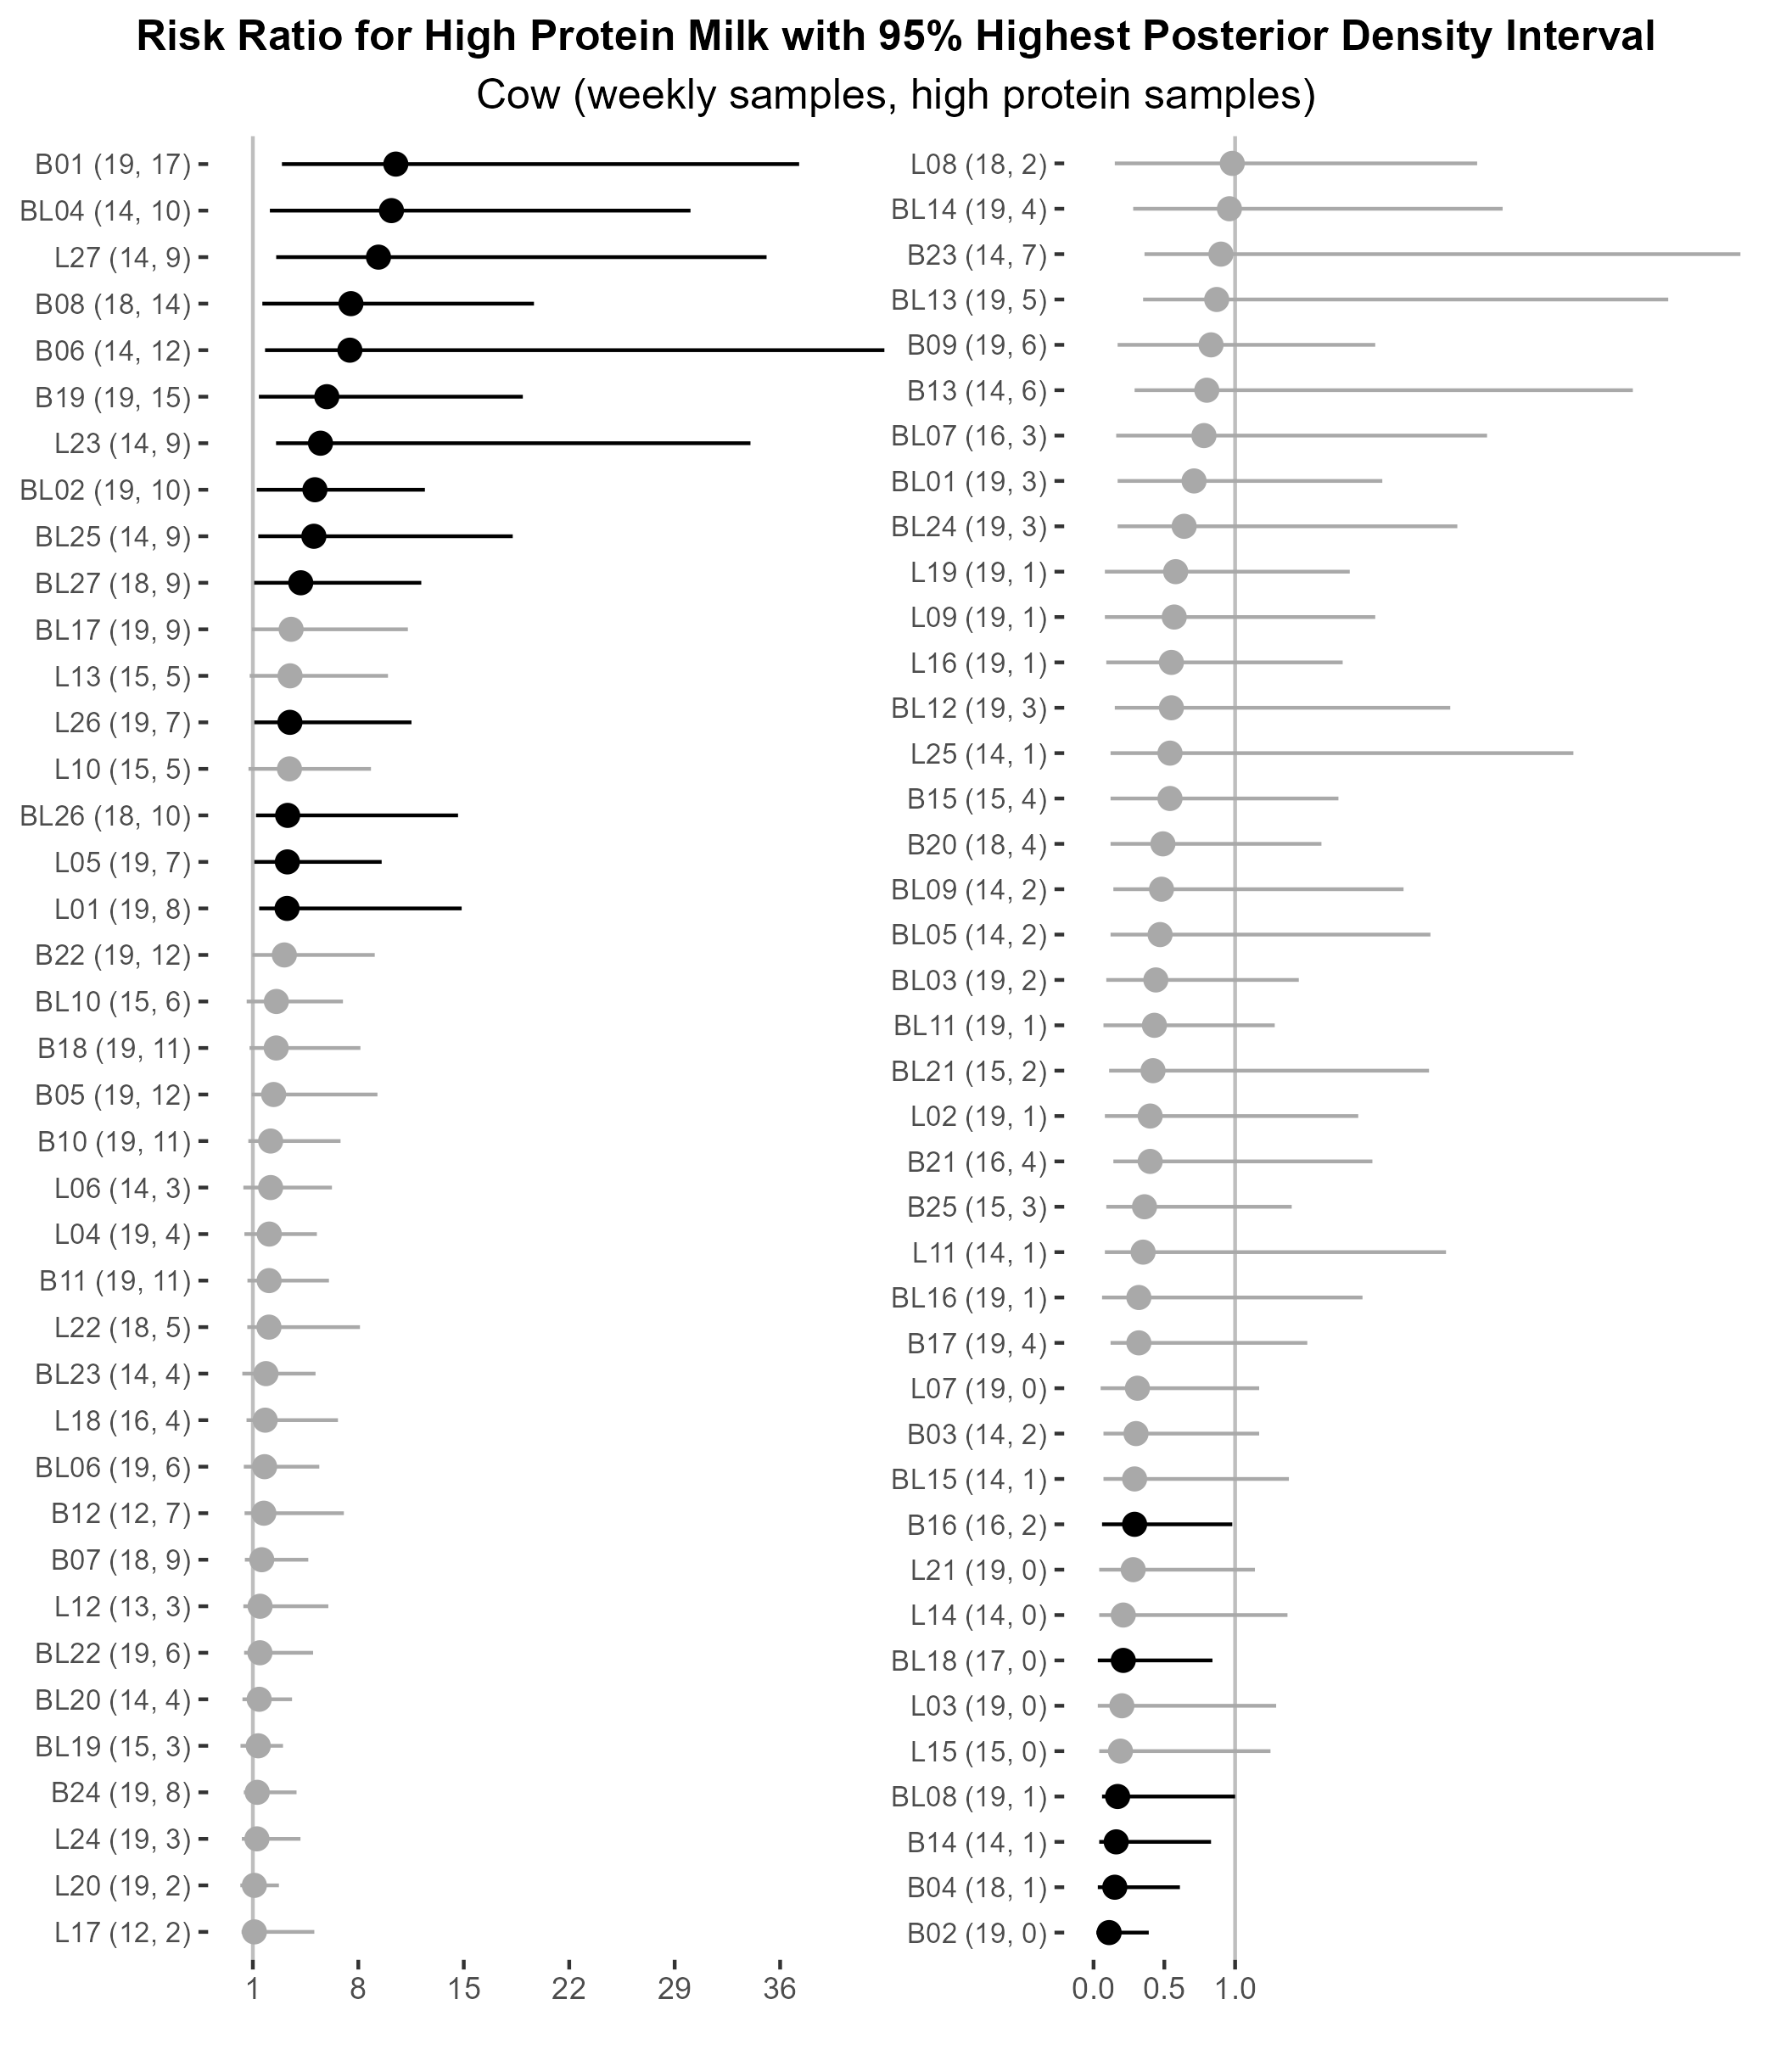 Risk Ratio for High Protein Milk with 95% Highest Posterior Density Interval
Cow (weekly samples, high protein samples)
B01 (19, 17)
BL04 (14, 10)
L27 (14, 9)
B08 (18, 14)
B06 (14, 12)
B19 (19, 15)
L23 (14, 9)
BL02 (19, 10)
BL25 (14, 9)
BL27 (18, 9)
BL17 (19, 9)
L13 (15, 5)
L26 (19, 7)
L10 (15, 5)
BL26 (18, 10)
L05 (19, 7)
L01 (19, 8)
B22 (19, 12)
BL10 (15, 6)
B18 (19, 11)
B05 (19, 12)
B10 (19, 11)
L06 (14, 3)
L04 (19, 4)
B11 (19, 11)
L22 (18, 5)
BL23 (14, 4)
L18 (16, 4)
BL06 (19, 6)
B12 (12, 7)
B07 (18, 9)
L12 (13, 3)
BL22 (19, 6)
BL20 (14, 4)
BL19 (15, 3)
B24 (19, 8)
L24 (19, 3)
L20 (19, 2)
L17 (12, 2)
1 8 15 22 29 36
L08 (18, 2)
BL14 (19, 4)
B23 (14, 7)
BL13 (19, 5)
B09 (19, 6)
B13 (14, 6)
BL07 (16, 3)
BL01 (19, 3)
BL24 (19, 3)
L19 (19, 1)
L09 (19, 1)
L16 (19, 1)
BL12 (19, 3)
L25 (14, 1)
B15 (15, 4)
B20 (18, 4)
BL09 (14, 2)
BL05 (14, 2)
BL03 (19, 2)
BL11 (19, 1)
BL21 (15, 2)
L02 (19, 1)
B21 (16, 4)
B25 (15, 3)
L11 (14, 1)
BL16 (19, 1)
B17 (19, 4)
L07 (19, 0)
B03 (14, 2)
BL15 (14, 1)
B16 (16, 2)
L21 (19, 0)
L14 (14, 0)
BL18 (17, 0)
L03 (19, 0)
L15 (15, 0)
BL08 (19, 1)
B14 (14, 1)
B04 (18, 1)
B02 (19, 0)
0.0 0.5 1.0